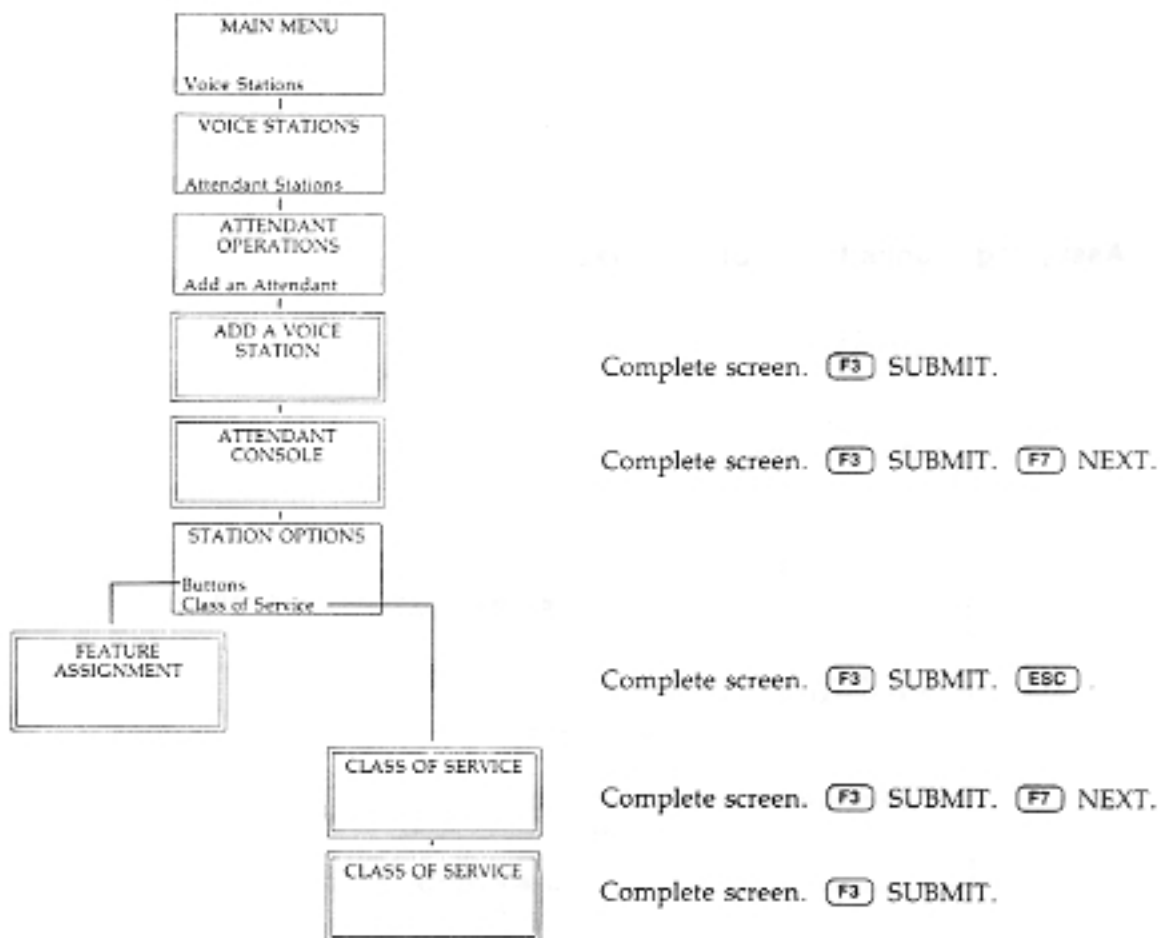 MAIN MENU
Voice Stations
VOICE STATIONS
Attendant Stations
ATTENDANT
OPERATIONS
Add an Attendant
ADD A VOICE
STATION
Complete screen. F3 SUBMIT.
ATTENDANT
CONSOLE
Complete screen. F3 SUBMIT. F7 NEXT.
STATION OPTIONS
Buttons
Class of Service
FEATURE
ASSIGNMENT
Complete screen. F3 SUBMIT. ESC .
CLASS OF SERVICE
Complete screen. F3 SUBMIT. F7 NEXT.
CLASS OF SERVICE
Complete screen. F3 SUBMIT.